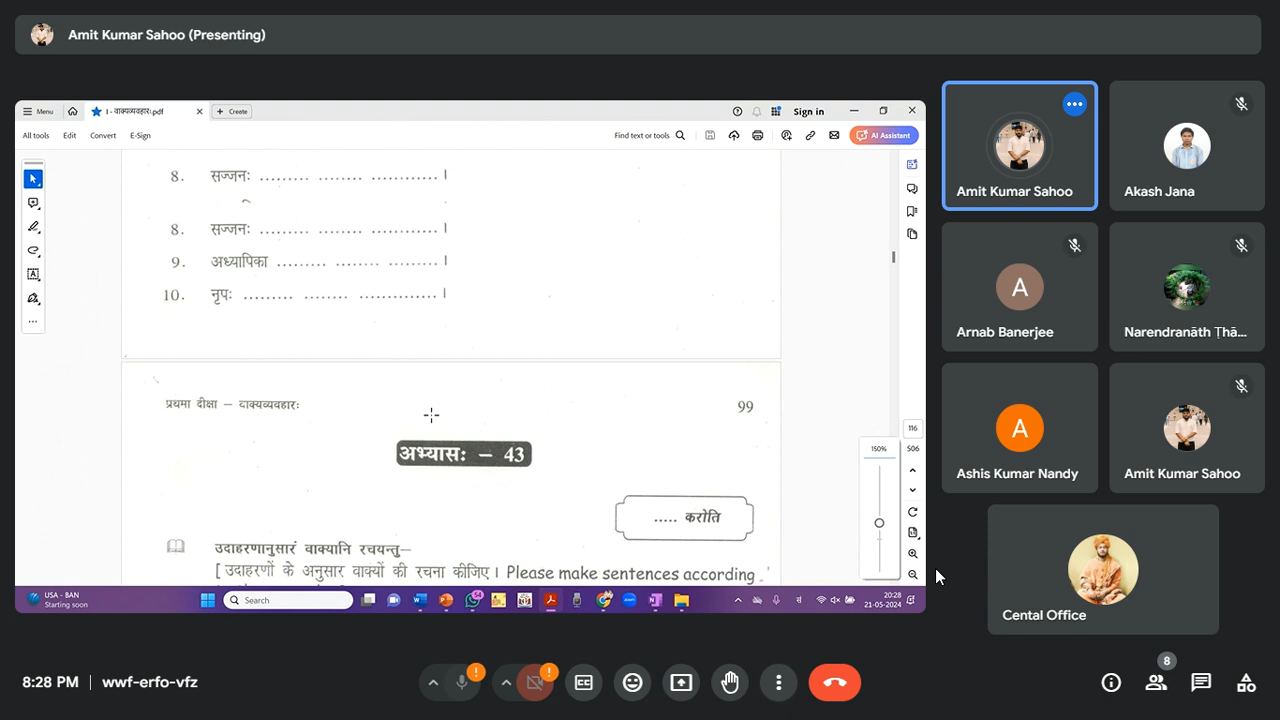 Amit Kumar Sahoo (Presenting)
Menu
I - वाक्यव्यवहारः.pdf
Create
Sign in
All tools
Edit
Convert
E-Sign
Find text or tools
AI Assistant
8. सज्जनः ......... ........ ............ ।
8. सज्जनः ......... ........ ............ ।
9. अध्यापिका ......... ........ ............ ।
10. नृपः ......... ........ .............. ।
प्रथमा दीक्षा – वाक्यव्यवहारः
99
अभ्यासः – 43
..... करोति
उदाहरणानुसारं वाक्यानि रचयन्तु–
[ उदाहरणों के अनुसार वाक्यों की रचना कीजिए । Please make sentences according
116
150%
506
USA - BAN
Starting soon
Search
20:28
21-05-2024
Amit Kumar Sahoo
Akash Jana
A
Arnab Banerjee
Narendranāth Ṭhā...
A
Ashis Kumar Nandy
Amit Kumar Sahoo
Cental Office
8:28 PM
wwf-erfo-vfz
8